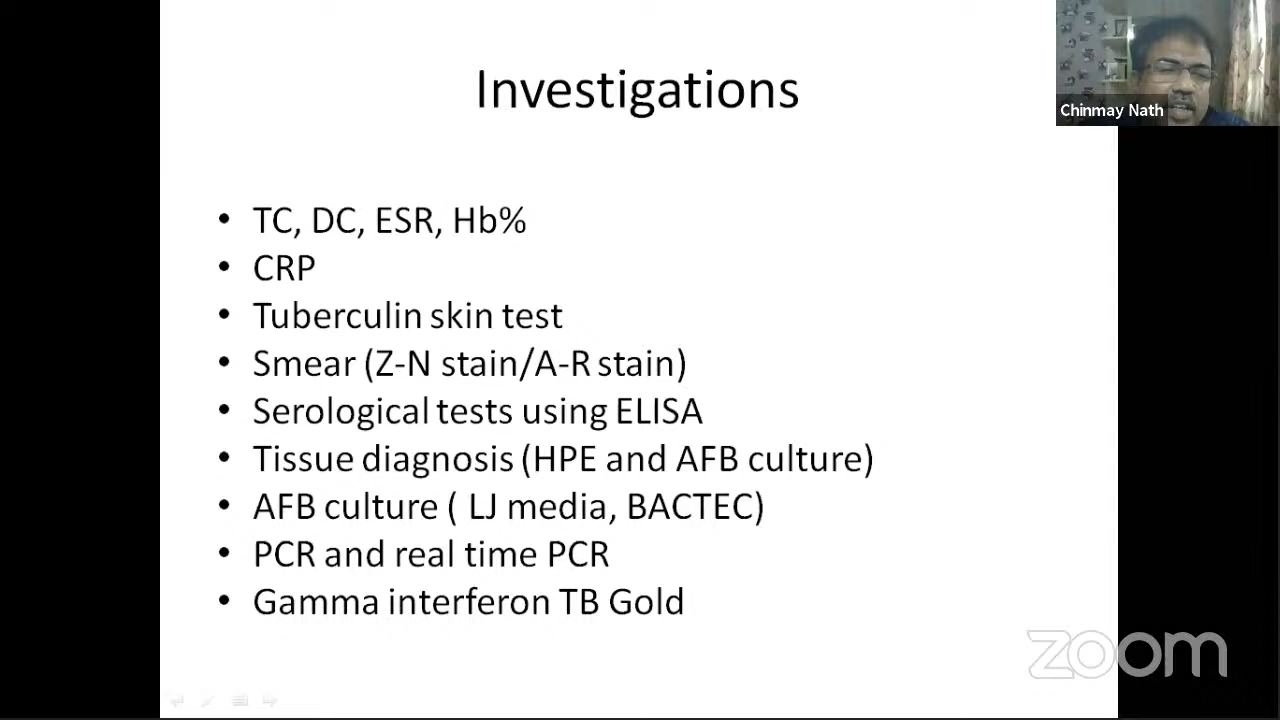 Investigations
Chinmay Nath
• TC, DC, ESR, Hb%
• CRP
• Tuberculin skin test
• Smear (Z-N stain/A-R stain)
• Serological tests using ELISA
• Tissue diagnosis (HPE and AFB culture)
• AFB culture ( LJ media, BACTEC)
• PCR and real time PCR
• Gamma interferon TB Gold
zoom